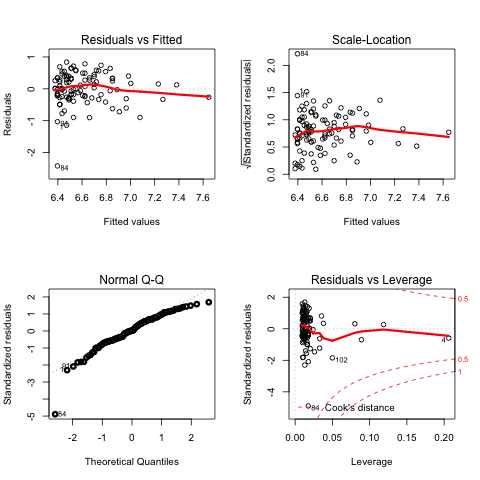 Residuals vs Fitted
Residuals
1
0
-1
-2
91
84
6.4 6.6 6.8 7.0 7.2 7.4 7.6
Fitted values
Scale-Location
√|Standardized residuals|
2.0
1.5
1.0
0.5
0.0
84
91
6.4 6.6 6.8 7.0 7.2 7.4 7.6
Fitted values
Normal Q-Q
Standardized residuals
2
1
0
-1
-2
-3
-5
91
84
-2 -1 0 1 2
Theoretical Quantiles
Residuals vs Leverage
Standardized residuals
2
0
-2
-4
0.5
4
0.5
1
102
84
Cook's distance
0.00 0.05 0.10 0.15 0.20
Leverage